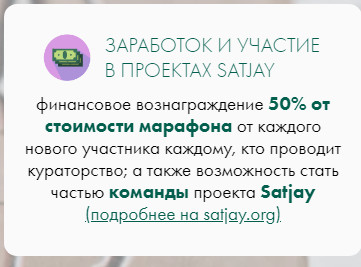 ЗАРАБОТОК И УЧАСТИЕ
В ПРОЕКТАХ SATJAY
финансовое вознаграждение 50% от
стоимости марафона от каждого
нового участника каждому, кто проводит
кураторство; а также возможность стать
частью команды проекта Satjay
(подробнее на satjay.org)